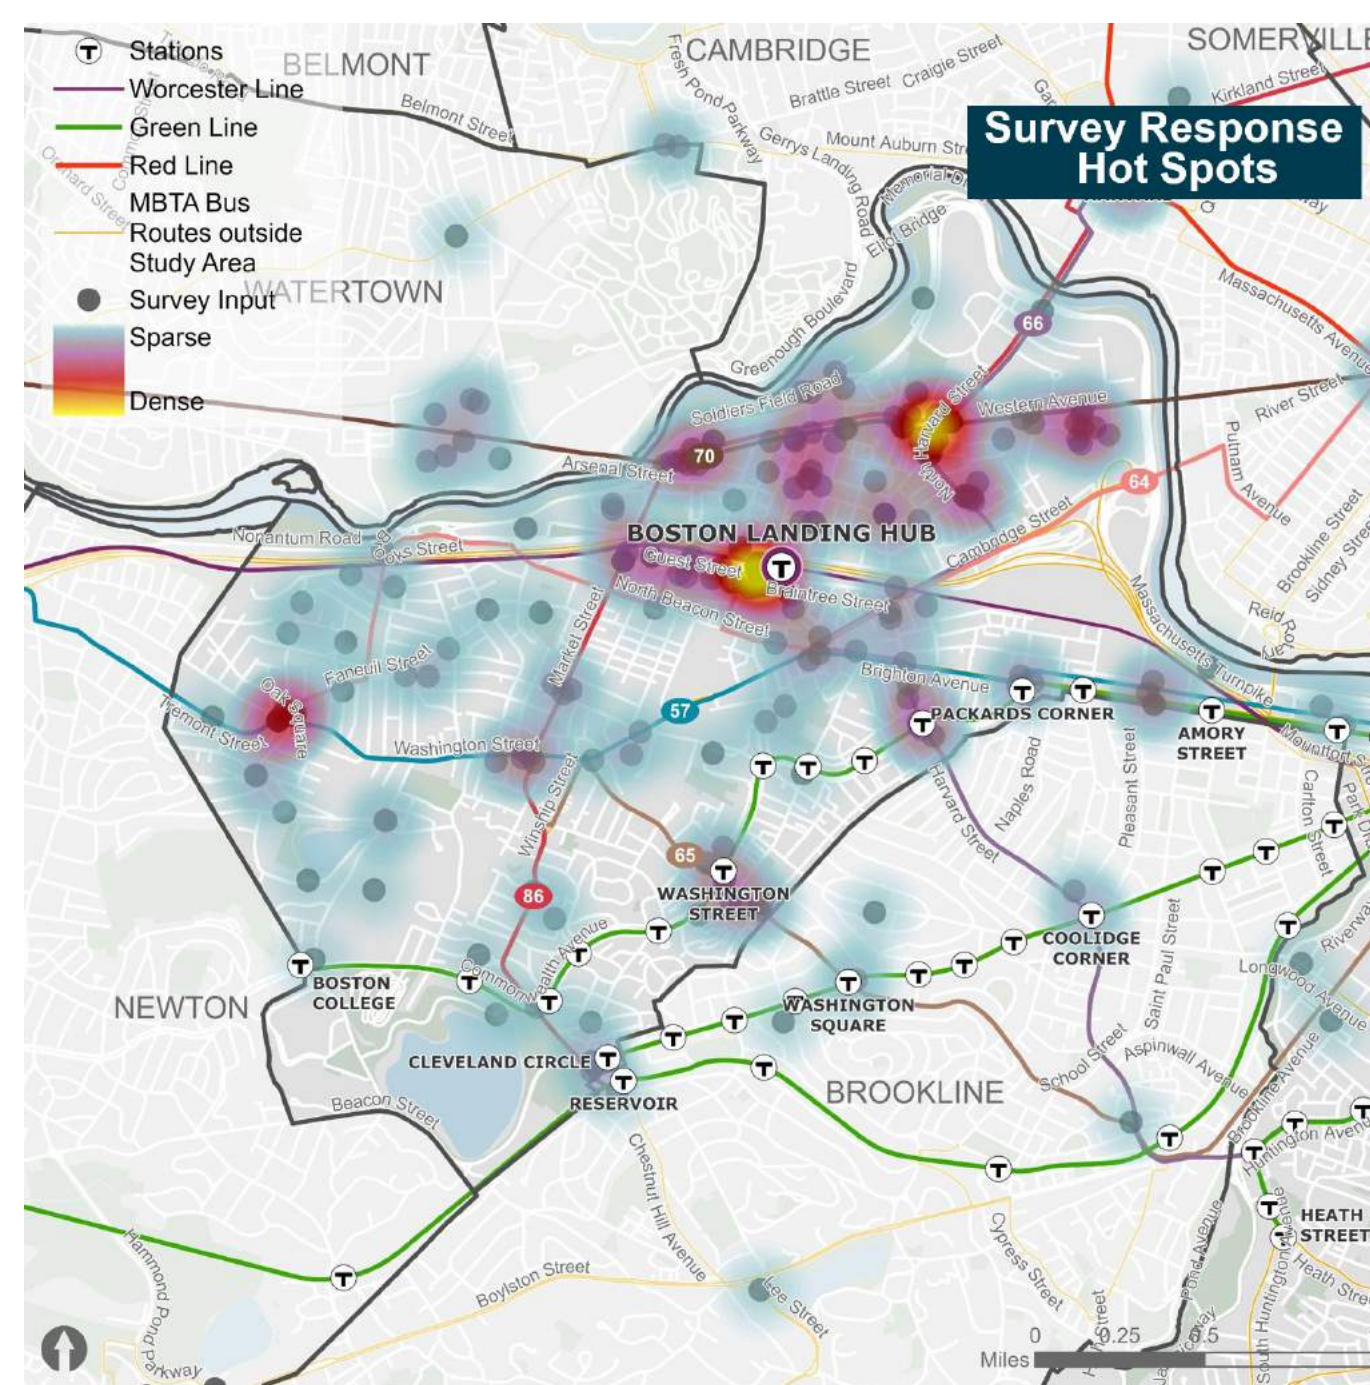 Stations
Worcester Line
Green Line
Red Line
MBTA Bus
Routes outside
Study Area
Survey Input
Sparse
Dense
Survey Response
Hot Spots
BELMONT
CAMBRIDGE
SOMERVILLE
WATERTOWN
NEWTON
BROOKLINE
Belmont Street
Fresh Pond Parkway
Brattle Street
Craigie Street
Kirkland Street
Gerrys Landing Road
Mount Auburn
Memorial
Eliot Bridge
Greenough Boulevard
Massachusetts Avenue
66
Soldiers Field Road
Harvard Street
North
Western Avenue
River Street
Putnam Avenue
70
Arsenal Street
64
BOSTON LANDING HUB
Cambridge Street
Brookline Street
Sidney Street
Nonantum Road
Guest Street
Braintree Street
North Beacon Street
Massachusetts Turnpike
Reid
Market Street
Faneuil Street
Oak Square
Tremont Street
Brighton Avenue
57
PACKARDS CORNER
Washington Street
AMORY
STREET
Mountfort
Naples Road
Pleasant Street
Carlton Street
Winship Street
Harvard Street
65
86
WASHINGTON
STREET
COOLIDGE
CORNER
Saint Paul Street
Longwood Avenue
Commonwealth Avenue
BOSTON
COLLEGE
WASHINGTON
SQUARE
CLEVELAND CIRCLE
RESERVOIR
School Street
Aspinwall Avenue
Brookline Avenue
Beacon Street
Huntington Avenue
Chestnut Hill Avenue
HEATH
STREET
Hammond Pond Parkway
Boylston Street
Lee Street
Cypress Street
Pond Avenue
South Huntington Avenue
Heath
Miles
0
0.25
0.5